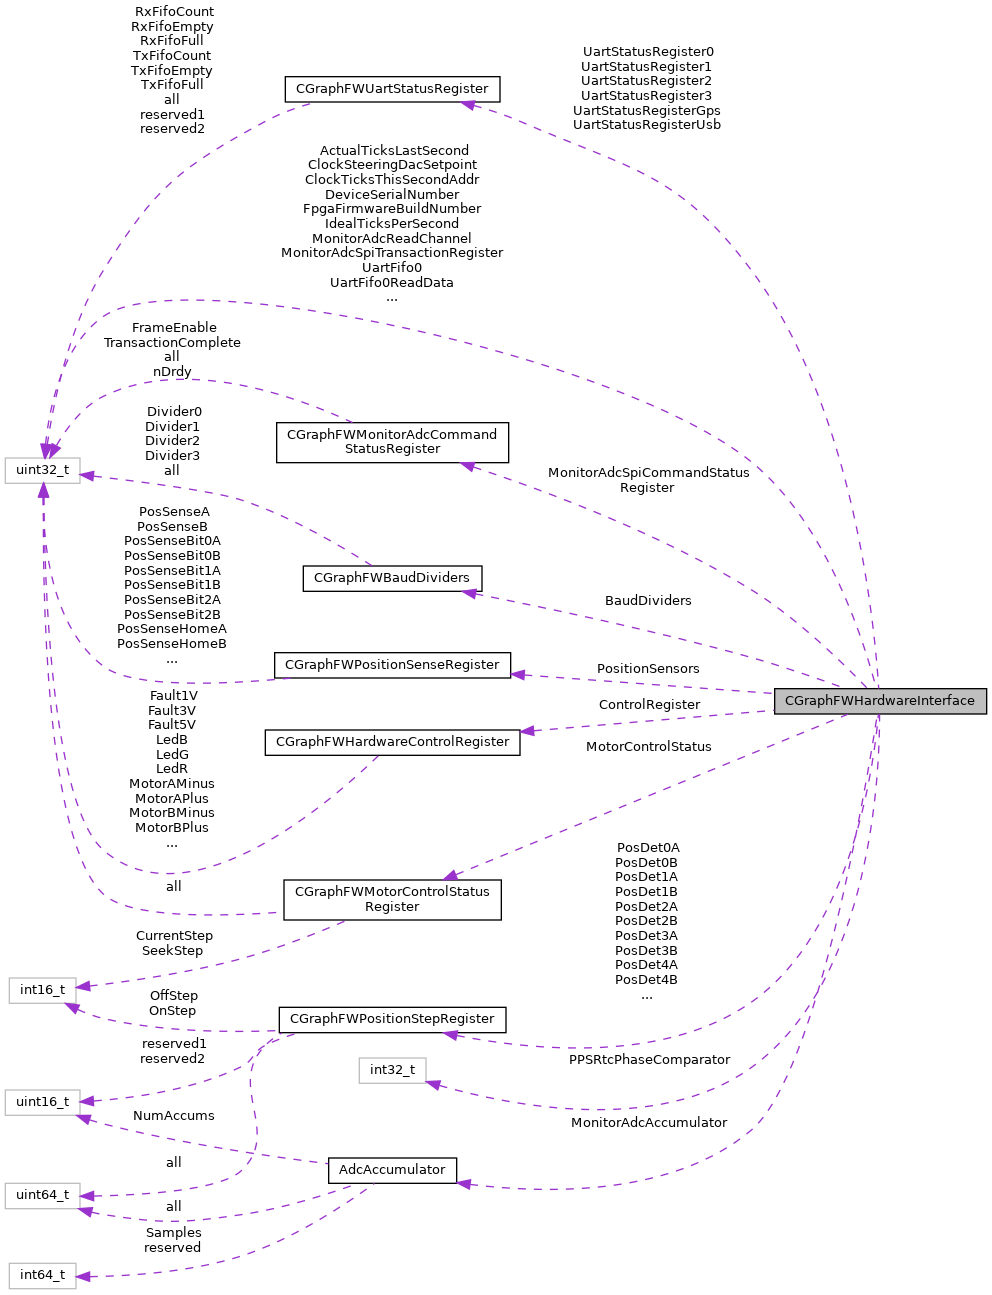 RxFifoCount
RxFifoEmpty
RxFifoFull
TxFifoCount
TxFifoEmpty
TxFifoFull
all
reserved1
reserved2
CGraphFWUartStatusRegister
UartStatusRegister0
UartStatusRegister1
UartStatusRegister2
UartStatusRegister3
UartStatusRegisterGps
UartStatusRegisterUsb
ActualTicksLastSecond
ClockSteeringDacSetpoint
ClockTicksThisSecondAddr
DeviceSerialNumber
FpgaFirmwareBuildNumber
IdealTicksPerSecond
MonitorAdcReadChannel
MonitorAdcSpiTransactionRegister
UartFifo0
UartFifo0ReadData
...
FrameEnable
TransactionComplete
all
nDrdy
CGraphFWMonitorAdcCommand
StatusRegister
MonitorAdcSpiCommandStatus
Register
uint32_t
Divider0
Divider1
Divider2
Divider3
all
CGraphFWBaudDividers
BaudDividers
PosSenseA
PosSenseB
PosSenseBit0A
PosSenseBit0B
PosSenseBit1A
PosSenseBit1B
PosSenseBit2A
PosSenseBit2B
PosSenseHomeA
PosSenseHomeB
...
CGraphFWPositionSenseRegister
PositionSensors
CGraphFWHardwareInterface
Fault1V
Fault3V
Fault5V
LedB
LedG
LedR
MotorAMinus
MotorAPlus
MotorBMinus
MotorBPlus
...
CGraphFWHardwareControlRegister
ControlRegister
MotorControlStatus
all
CGraphFWMotorControlStatus
Register
CurrentStep
SeekStep
PosDet0A
PosDet0B
PosDet1A
PosDet1B
PosDet2A
PosDet2B
PosDet3A
PosDet3B
PosDet4A
PosDet4B
...
int16_t
OffStep
OnStep
CGraphFWPositionStepRegister
reserved1
reserved2
int32_t
PPSRtcPhaseComparator
uint16_t
NumAccums
MonitorAdcAccumulator
all
AdcAccumulator
uint64_t
all
Samples
reserved
int64_t